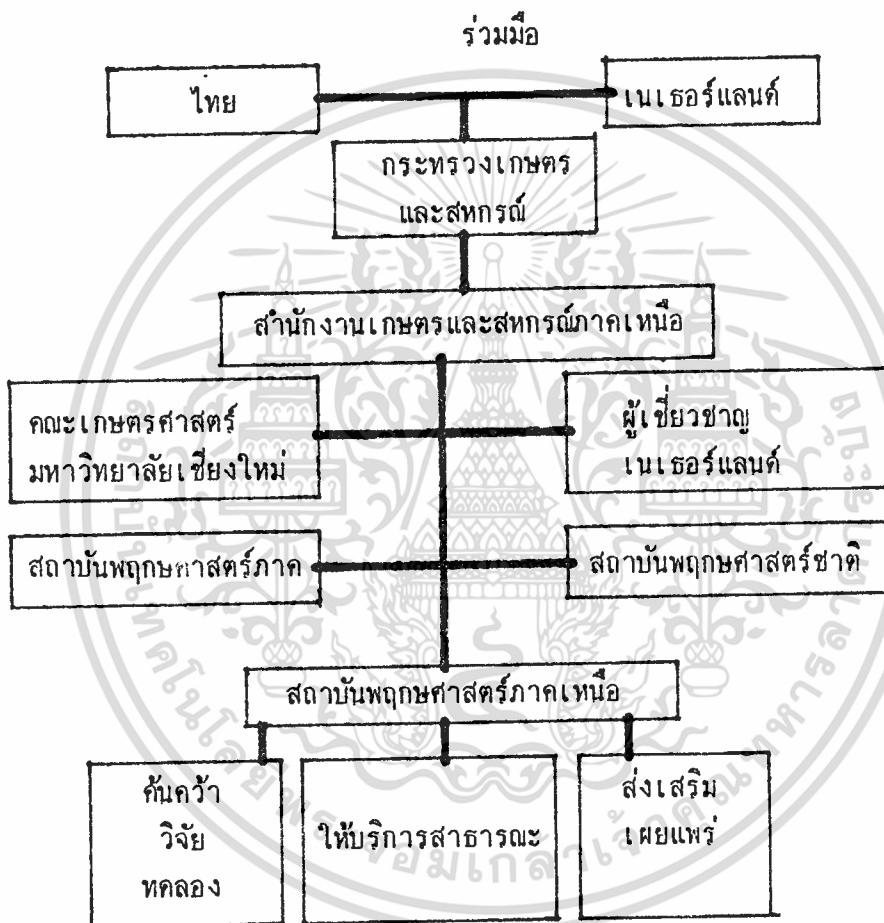 ร่วมมือ
ไทย
เนเธอร์แลนด์
กระทรวงเกษตร
และสหกรณ์
สำนักงานเกษตรและสหกรณ์ภาคเหนือ
คณะเกษตรศาสตร์
มหาวิทยาลัยเชียงใหม่
ผู้เชี่ยวชาญ
เนเธอร์แลนด์
สถาบันพฤกษศาสตร์ภาค
สถาบันพฤกษศาสตร์ชาติ
สถาบันพฤกษศาสตร์ภาคเหนือ
ค้นคว้า
วิจัย
ทดลอง
ให้บริการสาธารณะ
ส่งเสริม
เผยแพร่